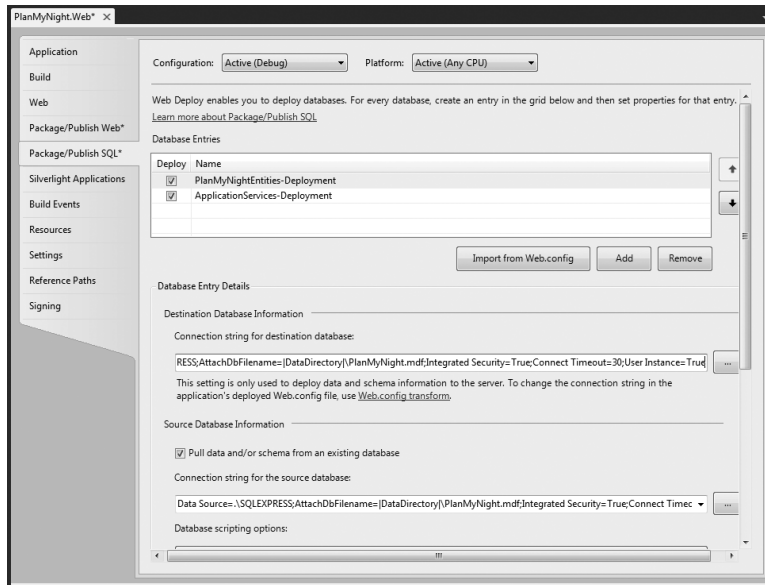 PlanMyNight.Web*
Application
Build
Web
Package/Publish Web*
Package/Publish SQL*
Silverlight Applications
Build Events
Resources
Settings
Reference Paths
Signing
Configuration: Active (Debug) Platform: Active (Any CPU)
Web Deploy enables you to deploy databases. For every database, create an entry in the grid below and then set properties for that entry.
Learn more about Package/Publish SQL
Database Entries
Deploy Name
PlanMyNightEntities-Deployment
ApplicationServices-Deployment
Import from Web.config Add Remove
Database Entry Details
Destination Database Information
Connection string for destination database:
RESS;AttachDbFilename=|DataDirectory|\PlanMyNight.mdf;Integrated Security=True;Connect Timeout=30;User Instance=True
...
This setting is only used to deploy data and schema information to the server. To change the connection string in the
application's deployed Web.config file, use Web.config transform.
Source Database Information
Pull data and/or schema from an existing database
Connection string for the source database:
Data Source=.\SQLEXPRESS;AttachDbFilename=|DataDirectory|\PlanMyNight.mdf;Integrated Security=True;Connect Timec
...
Database scripting options: